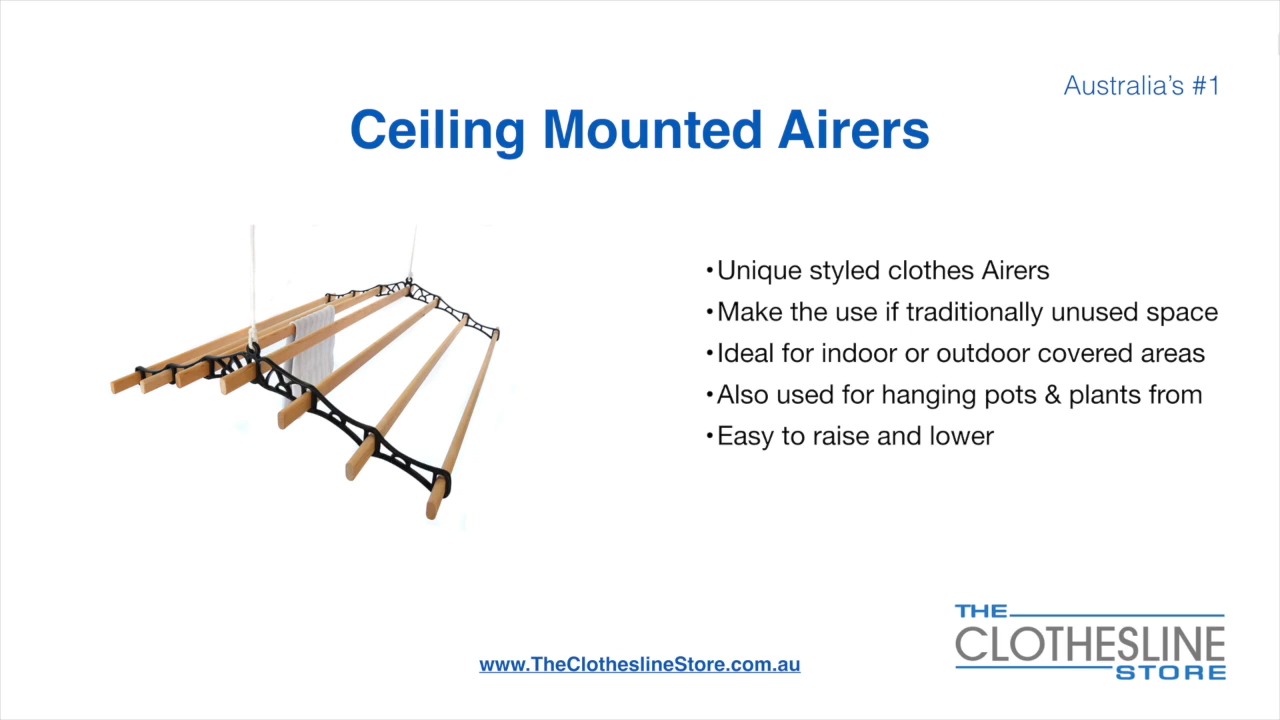 Australia's #1
Ceiling Mounted Airers
•Unique styled clothes Airers
•Make the use if traditionally unused space
•Ideal for indoor or outdoor covered areas
•Also used for hanging pots & plants from
•Easy to raise and lower
www.TheClotheslineStore.com.au
THE
CLOTHESLINE
STORE